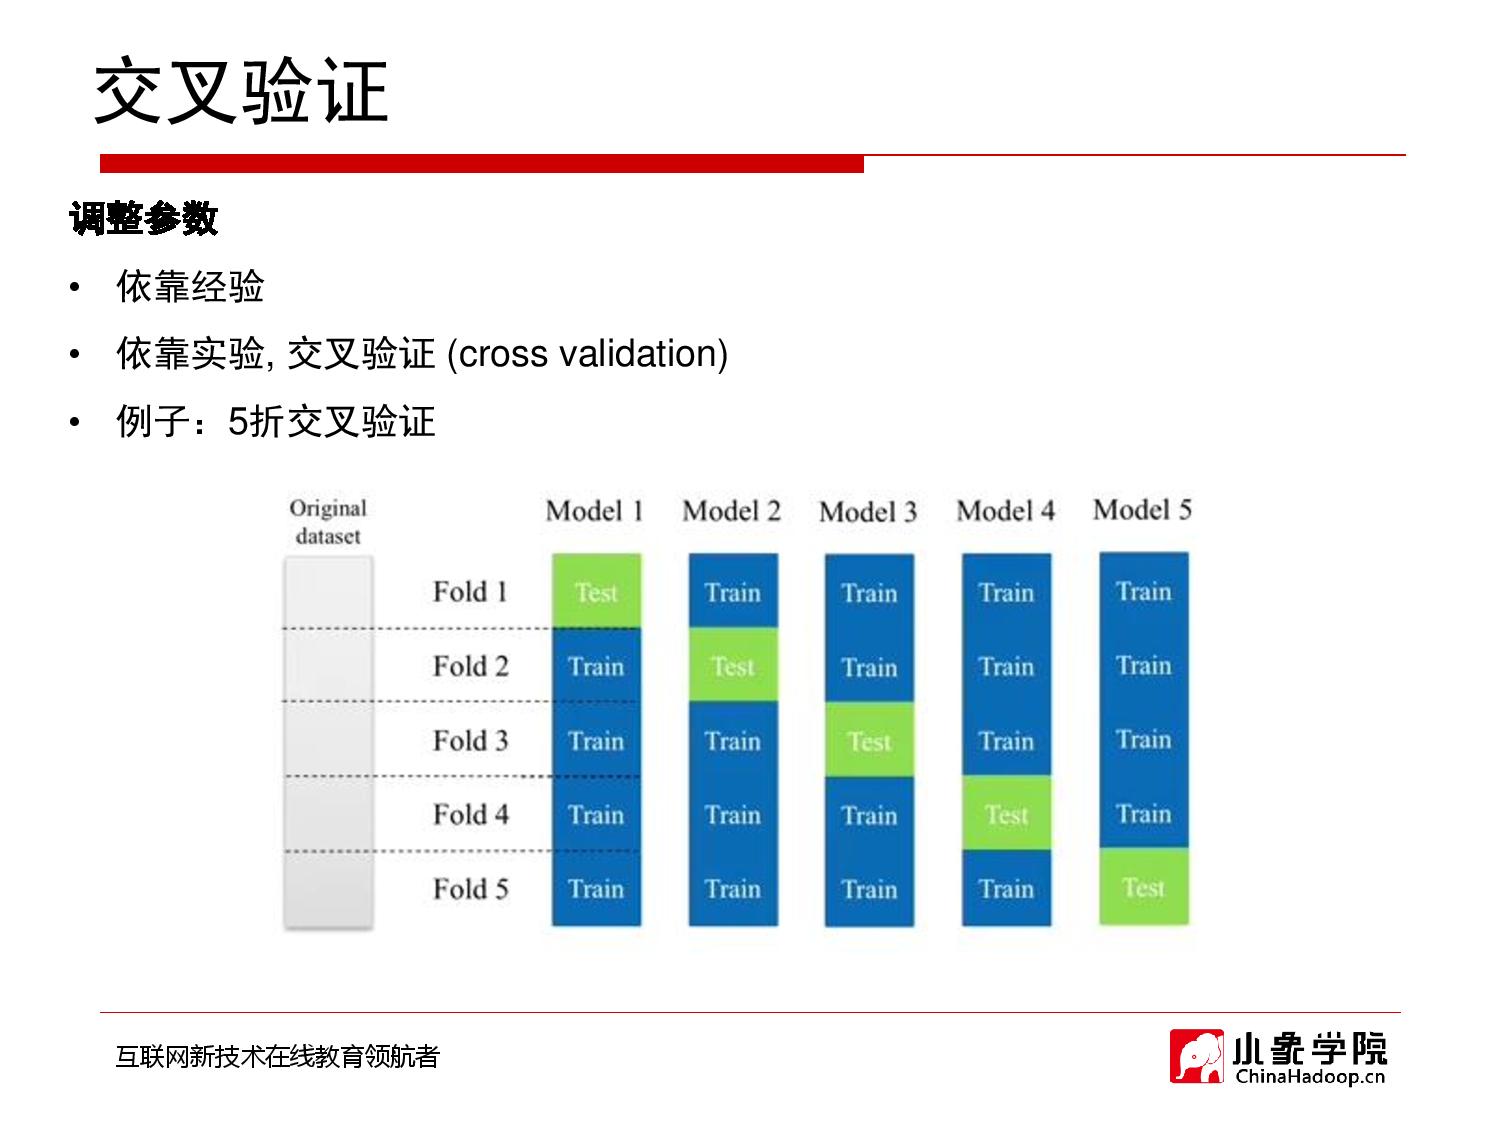 交叉验证
调整参数
• 依靠经验
• 依靠实验, 交叉验证 (cross validation)
• 例子：5折交叉验证
Original dataset
Model 1 Model 2 Model 3 Model 4 Model 5
Fold 1 Test Train Train Train Train
Fold 2 Train Test Train Train Train
Fold 3 Train Train Test Train Train
Fold 4 Train Train Train Test Train
Fold 5 Train Train Train Train Test
互联网新技术在线教育领航者
小象学院
ChinaHadoop.cn